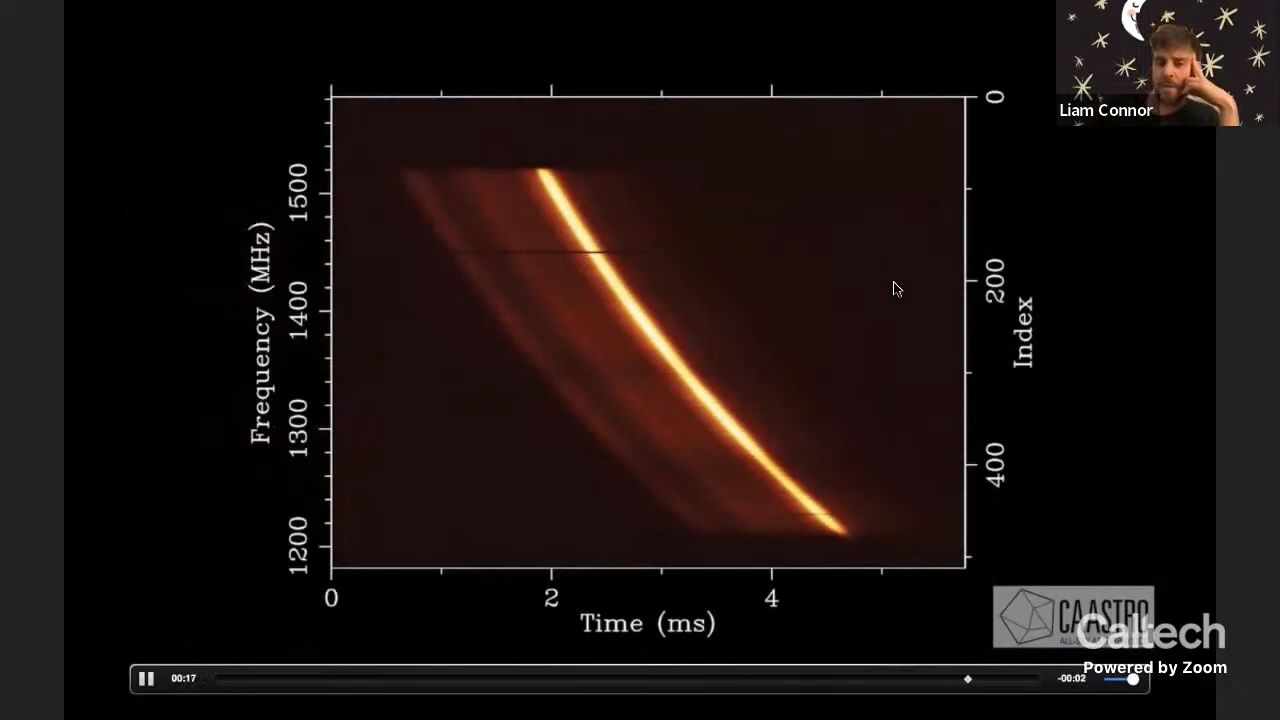 Liam Connor
0
200
400
Index
1500
1400
1300
1200
Frequency (MHz)
0 2 4
Time (ms)
CAASTRO
Caltech
Powered by Zoom
00:17
-00:02